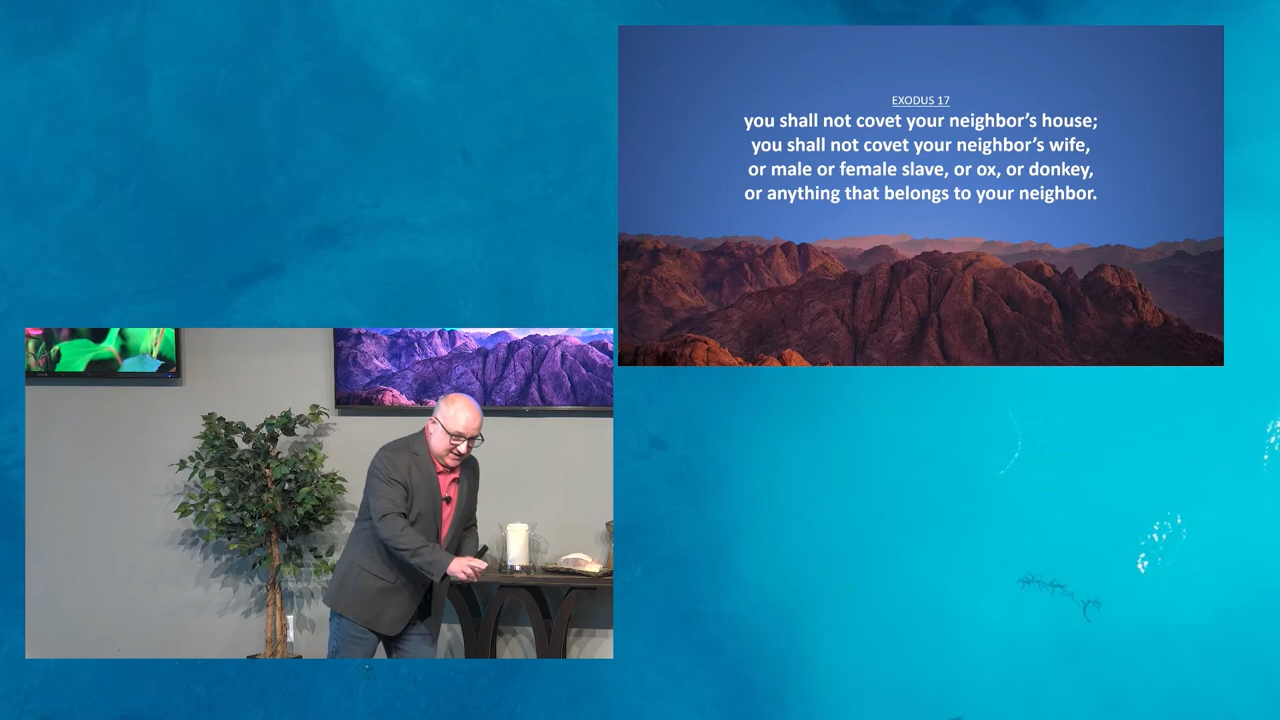 EXODUS 17
you shall not covet your neighbor’s house;
you shall not covet your neighbor’s wife,
or male or female slave, or ox, or donkey,
or anything that belongs to your neighbor.